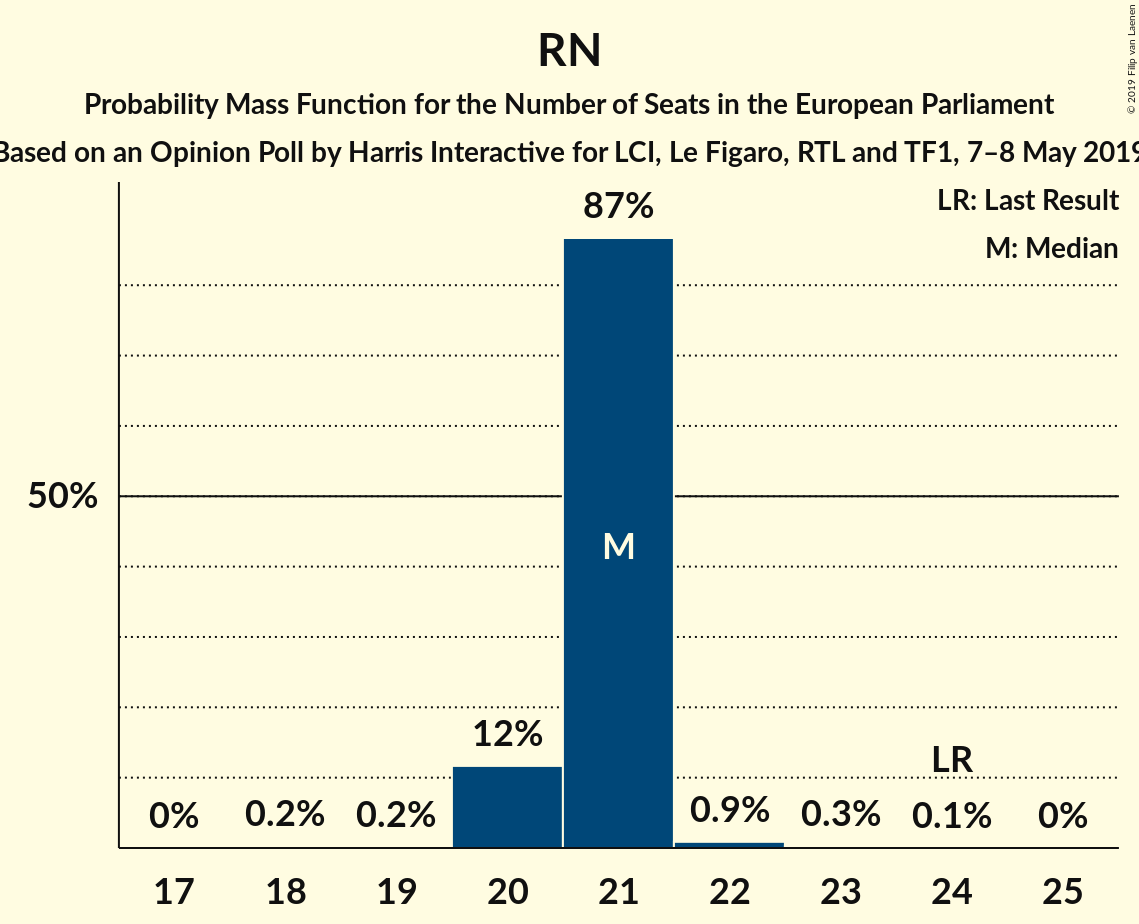 RN
Probability Mass Function for the Number of Seats in the European Parliament
Based on an Opinion Poll by Harris Interactive for LCI, Le Figaro, RTL and TF1, 7–8 May 2019
© 2019 Filip van Laenen
LR: Last Result
M: Median
87%
50%
M
12%
LR
0% 0.2% 0.2% 0.9% 0.3% 0.1% 0%
17 18 19 20 21 22 23 24 25